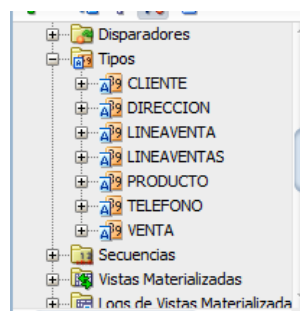 Disparadores
Tipos
CLIENTE
DIRECCION
LINEAVENTA
LINEAVENTAS
PRODUCTO
TELEFONO
VENTA
Secuencias
Vistas Materializadas
Logs de Vistas Materializada